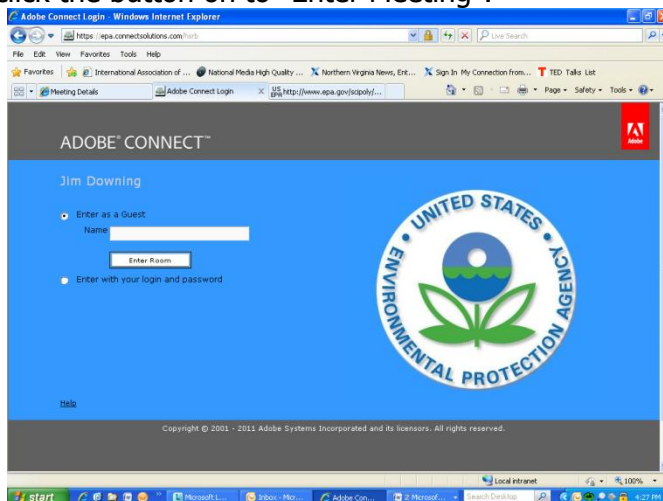 click the button on to "Enter Meeting".
Adobe Connect Login - Windows Internet Explorer
https://epa.connectsolutions.com/herb
Live Search
File Edit View Favorites Tools Help
Favorites International Association of ... National Media High Quality ... Northern Virginia News, Ent... Sign In My Connection from... TED Talks List
Meeting Details Adobe Connect Login http://www.epa.gov/scipoly/... Page Safety Tools
ADOBE® CONNECT™
Adobe
Jim Downing
Enter as a Guest
Name
Enter Room
Enter with your login and password
UNITED STATES
ENVIRONMENTAL PROTECTION AGENCY
Help
Copyright © 2001 - 2011 Adobe Systems Incorporated and its licensors. All rights reserved.
Local intranet 100%
start Microsoft L... Inbox - Micr... Adobe Con... 2 Microsof... Search Desktop 4:27 PM